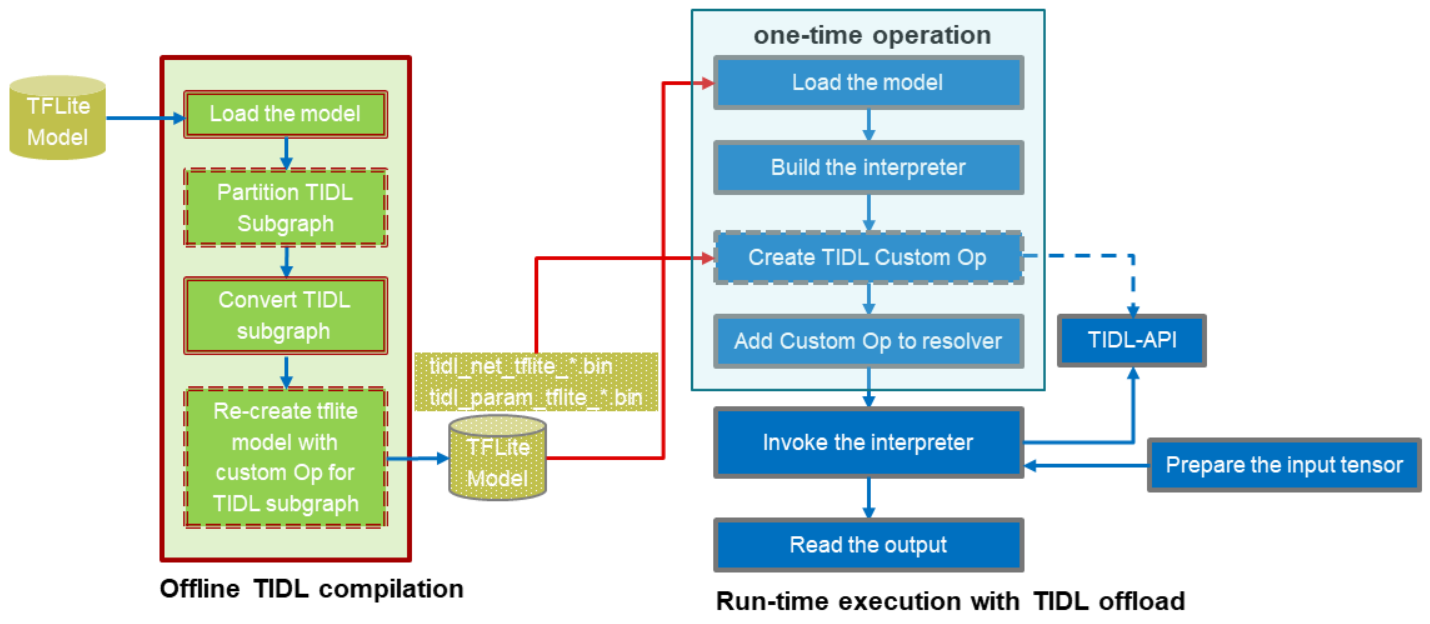 TFLite
Model
Load the model
Partition TIDL
Subgraph
Convert TIDL
subgraph
Re-create tflite
model with
custom Op for
TIDL subgraph
Offline TIDL compilation
tidl_net_tflite_*.bin
tidl_param_tflite_*.bin
TFLite
Model
one-time operation
Load the model
Build the interpreter
Create TIDL Custom Op
Add Custom Op to resolver
TIDL-API
Invoke the interpreter
Prepare the input tensor
Read the output
Run-time execution with TIDL offload